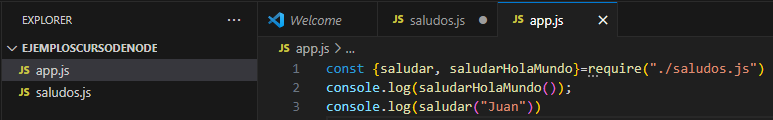 EXPLORER
...
EJEMPLOSCURSODENODE
JS app.js
JS saludos.js
Welcome
JS saludos.js
JS app.js
JS app.js > ...
1 const {saludar, saludarHolaMundo}=require("./saludos.js")
2 console.log(saludarHolaMundo());
3 console.log(saludar("Juan"))